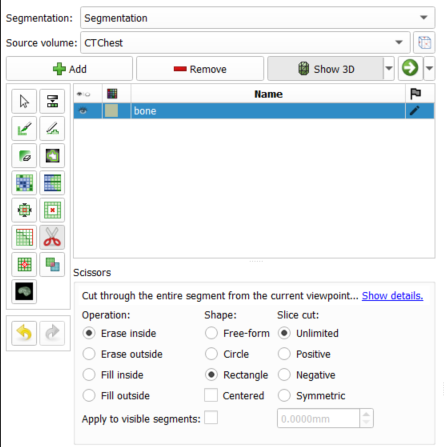 Segmentation: Segmentation
Source volume: CTChest
Add Remove Show 3D
Name
bone
Scissors
Cut through the entire segment from the current viewpoint... Show details.
Operation: Shape: Slice cut:
Erase inside Free-form Unlimited
Erase outside Circle Positive
Fill inside Rectangle Negative
Fill outside Centered Symmetric
Apply to visible segments: 0.0000mm